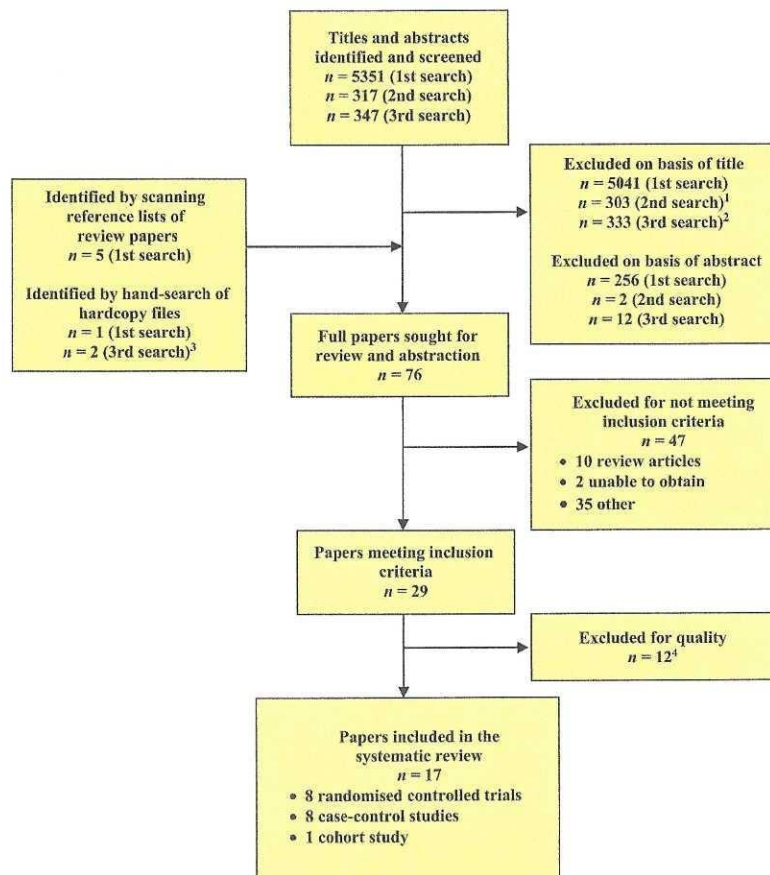 Titles and abstracts
identified and screened
n = 5351 (1st search)
n = 317 (2nd search)
n = 347 (3rd search)
Identified by scanning
reference lists of
review papers
n = 5 (1st search)
Identified by hand-search of
hardcopy files
n = 1 (1st search)
n = 2 (3rd search)³
Excluded on basis of title
n = 5041 (1st search)
n = 303 (2nd search)¹
n = 333 (3rd search)²
Excluded on basis of abstract
n = 256 (1st search)
n = 2 (2nd search)
n = 12 (3rd search)
Full papers sought for
review and abstraction
n = 76
Excluded for not meeting
inclusion criteria
n = 47
• 10 review articles
• 2 unable to obtain
• 35 other
Papers meeting inclusion
criteria
n = 29
Excluded for quality
n = 12⁴
Papers included in the
systematic review
n = 17
• 8 randomised controlled trials
• 8 case-control studies
• 1 cohort study